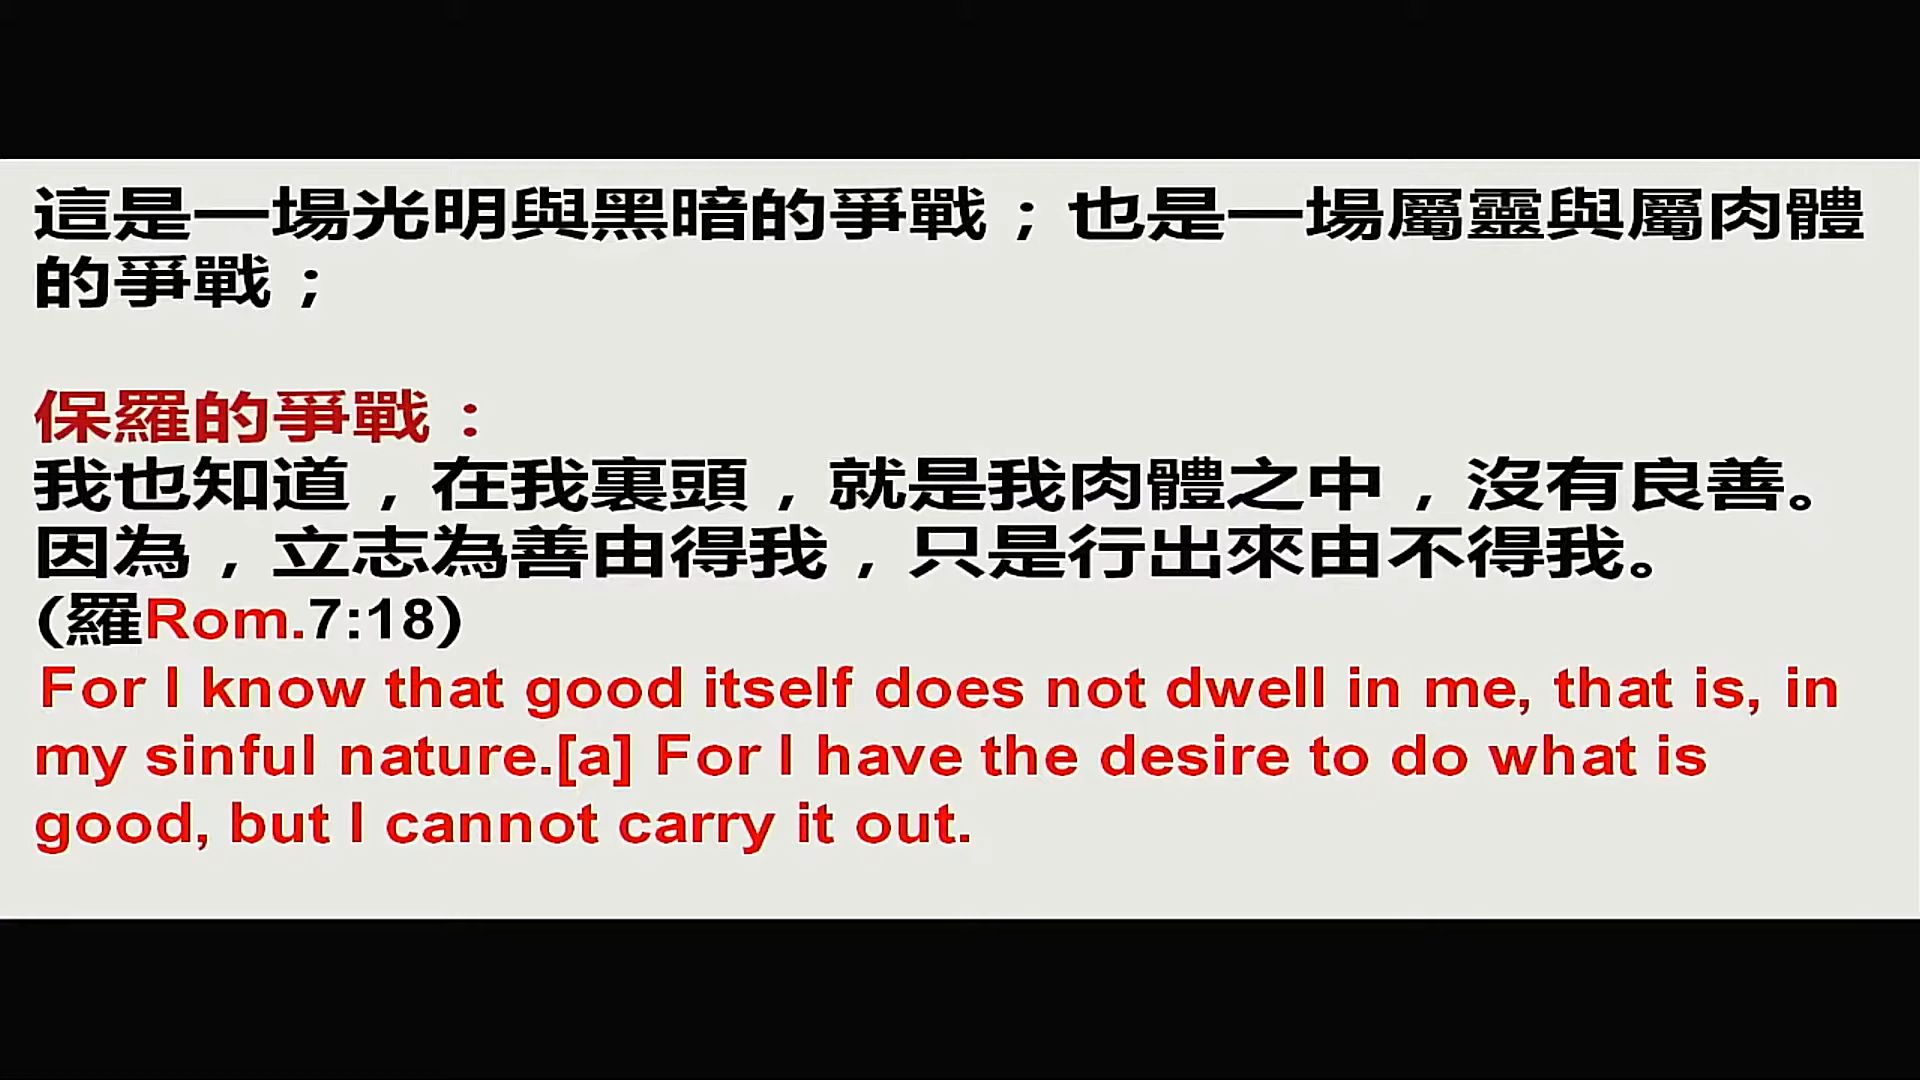 這是一場光明與黑暗的爭戰；也是一場屬靈與屬肉體
的爭戰；
保羅的爭戰：
我也知道，在我裏頭，就是我肉體之中，沒有良善。
因為，立志為善由得我，只是行出來由不得我。
(羅Rom.7:18)
For I know that good itself does not dwell in me, that is, in
my sinful nature.[a] For I have the desire to do what is
good, but I cannot carry it out.